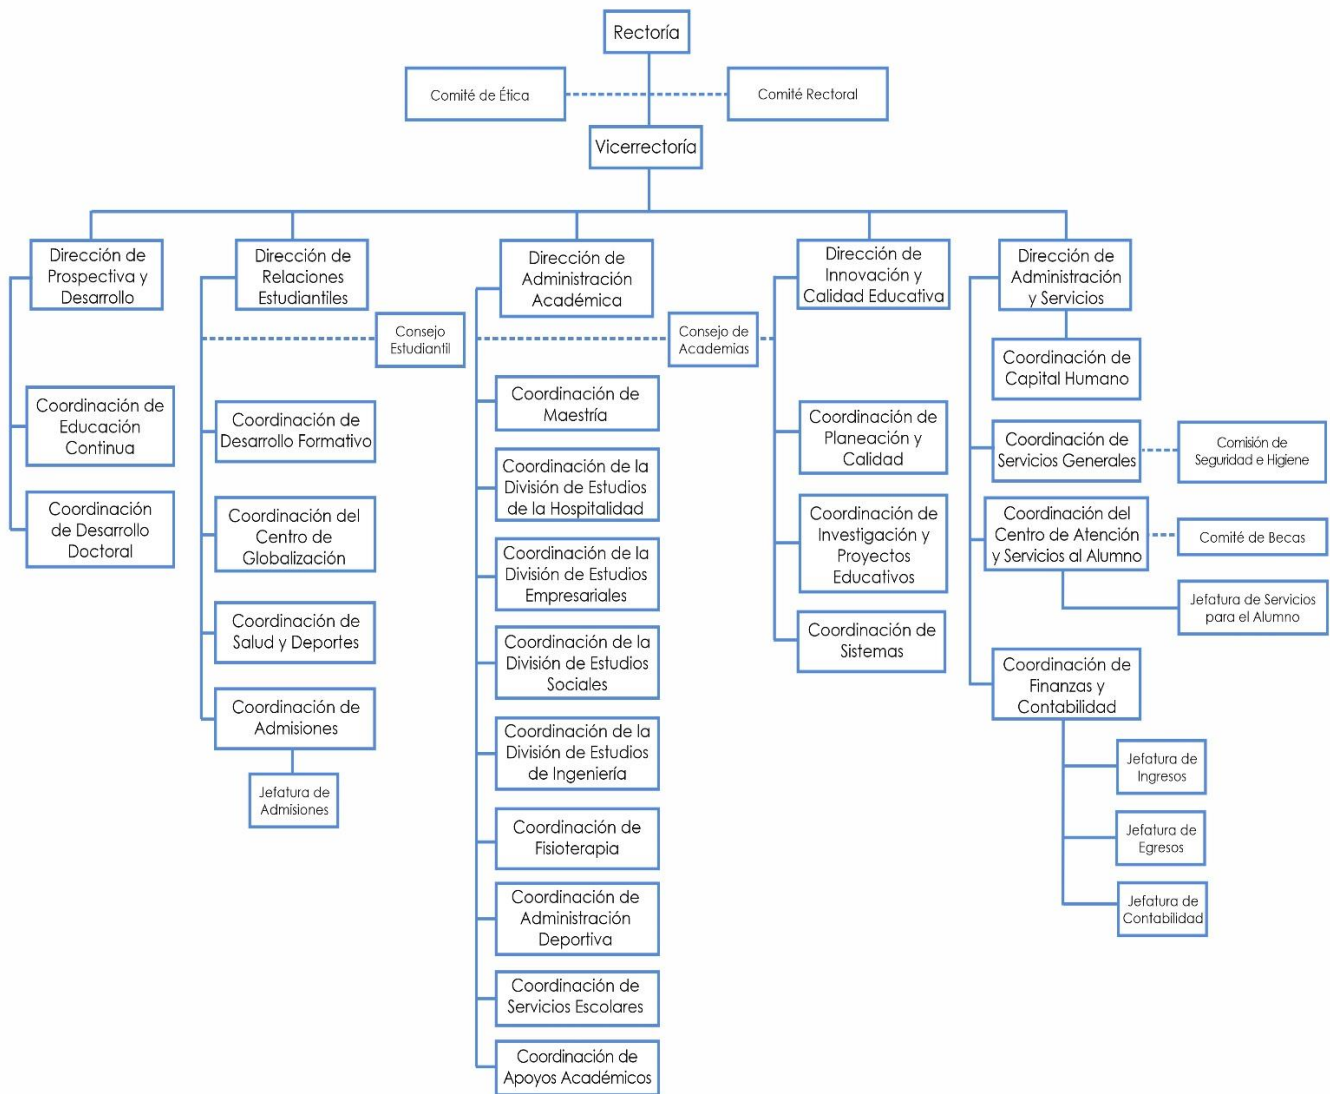 Rectoría
Comité de Ética
Comité Rectoral
Vicerrectoría
Dirección de
Prospectiva y
Desarrollo
Dirección de
Relaciones
Estudiantiles
Dirección de
Administración
Académica
Dirección de
Innovación y
Calidad Educativa
Dirección de
Administración
y Servicios
Consejo
Estudiantil
Consejo de
Academias
Coordinación de
Educación
Continua
Coordinación
de Desarrollo
Doctoral
Coordinación de
Desarrollo Formativo
Coordinación del
Centro de
Globalización
Coordinación de
Salud y Deportes
Coordinación de
Admisiones
Jefatura de
Admisiones
Coordinación de
Maestría
Coordinación de la
División de Estudios
de la Hospitalidad
Coordinación de la
División de Estudios
Empresariales
Coordinación de la
División de Estudios
Sociales
Coordinación de la
División de Estudios
de Ingeniería
Coordinación de
Fisioterapia
Coordinación de
Administración
Deportiva
Coordinación de
Servicios Escolares
Coordinación de
Apoyos Académicos
Coordinación de
Planeación y
Calidad
Coordinación de
Investigación y
Proyectos
Educativos
Coordinación de
Sistemas
Coordinación de
Capital Humano
Coordinación de
Servicios Generales
Comisión de
Seguridad e Higiene
Coordinación del
Centro de Atención
y Servicios al Alumno
Comité de Becas
Jefatura de Servicios
para el Alumno
Coordinación de
Finanzas y
Contabilidad
Jefatura de
Ingresos
Jefatura de
Egresos
Jefatura de
Contabilidad